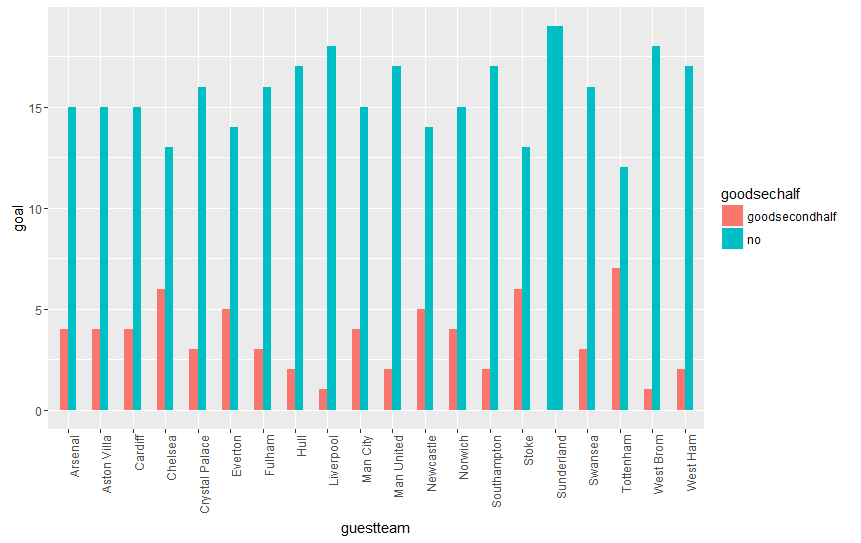 goal
15
10
5
0
Arsenal
Aston Villa
Cardiff
Chelsea
Crystal Palace
Everton
Fulham
Hull
Liverpool
Man City
Man United
Newcastle
Norwich
Southampton
Stoke
Sunderland
Swansea
Tottenham
West Brom
West Ham
guestteam
goodsechalf
goodsecondhalf
no